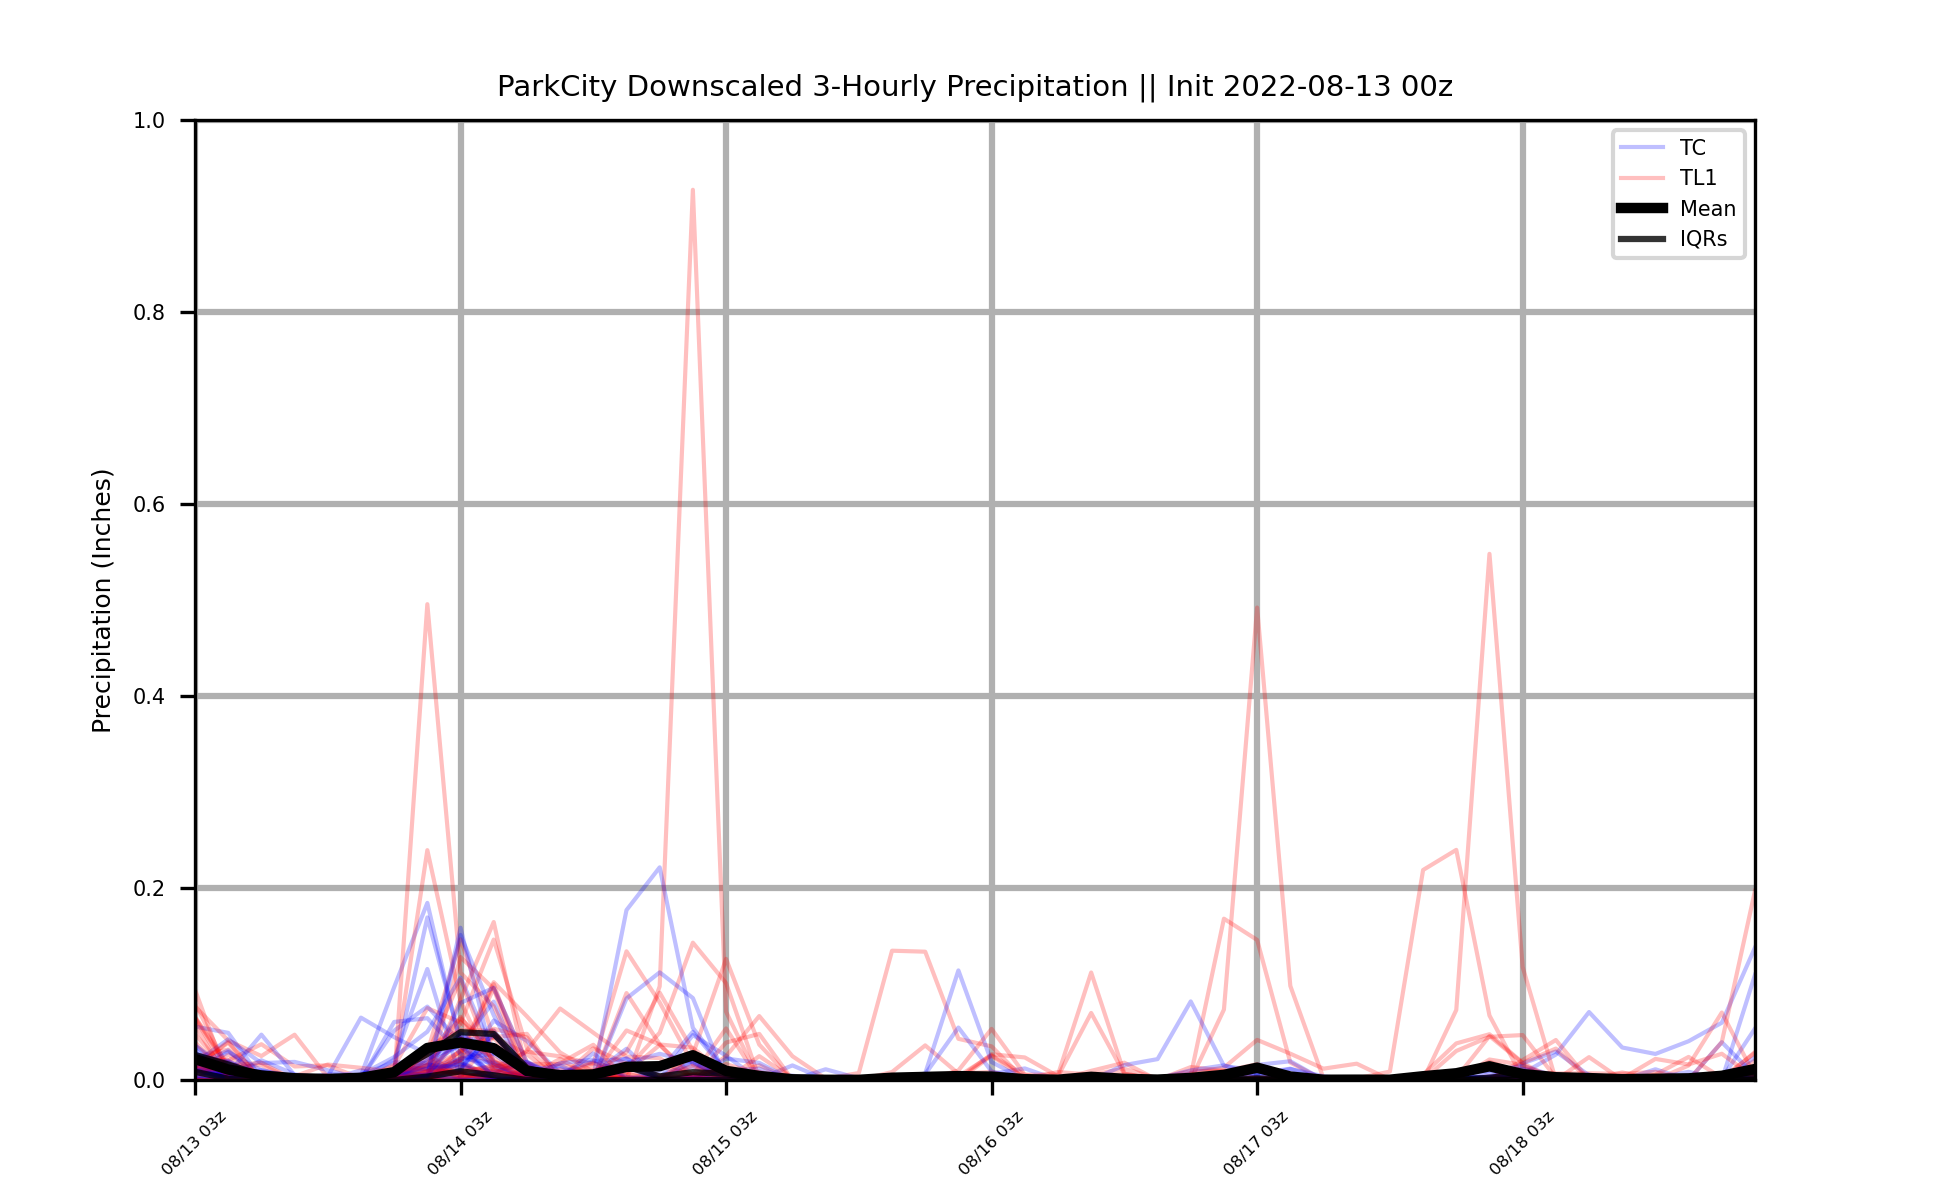 ParkCity Downscaled 3-Hourly Precipitation || Init 2022-08-13 00z
1.0
0.8
0.6
0.4
0.2
0.0
Precipitation (Inches)
TC
TL1
Mean
IQRs
08/13 03z
08/14 03z
08/15 03z
08/16 03z
08/17 03z
08/18 03z